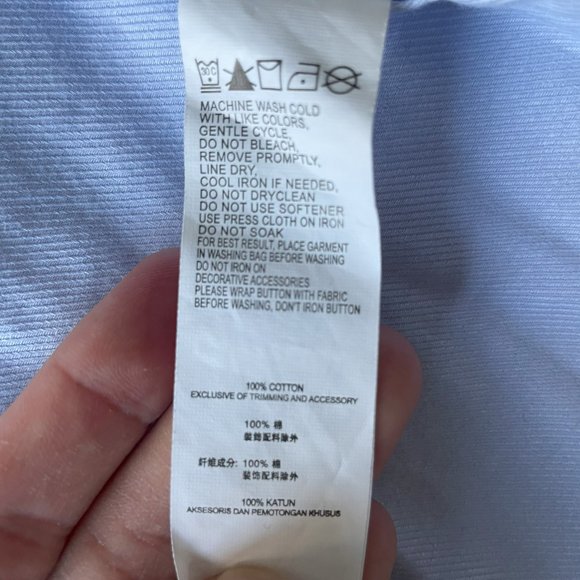 30 C
MACHINE WASH COLD
WITH LIKE COLORS,
GENTLE CYCLE,
DO NOT BLEACH,
REMOVE PROMPTLY,
LINE DRY,
COOL IRON IF NEEDED,
DO NOT DRYCLEAN
DO NOT USE SOFTENER
USE PRESS CLOTH ON IRON
DO NOT SOAK
FOR BEST RESULT, PLACE GARMENT
IN WASHING BAG BEFORE WASHING
DO NOT IRON ON
DECORATIVE ACCESSORIES
PLEASE WRAP BUTTON WITH FABRIC
BEFORE WASHING, DON'T IRON BUTTON
100% COTTON
EXCLUSIVE OF TRIMMING AND ACCESSORY
100% 棉
裝飾配料除外
纤维成分: 100% 棉
装饰配料除外
100% KATUN
AKSESORIS DAN PEMOTONGAN KHUSUS